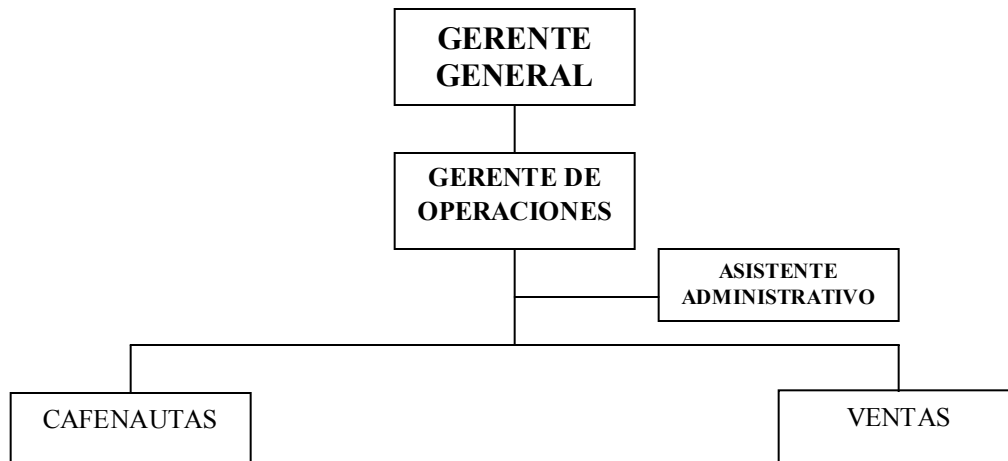 GERENTE
GENERAL
GERENTE DE
OPERACIONES
ASISTENTE
ADMINISTRATIVO
CAFENAUTAS
VENTAS